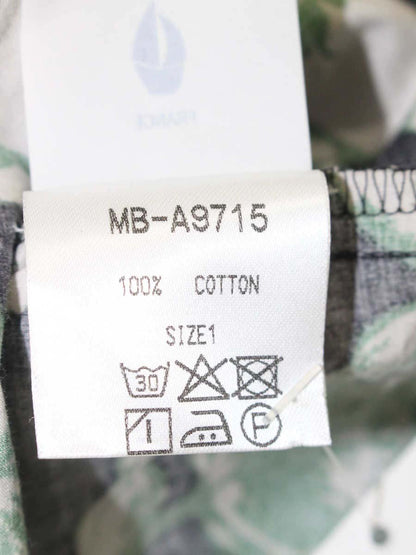 FRANCE
MB-A9715
100% COTTON
SIZE1
30
P